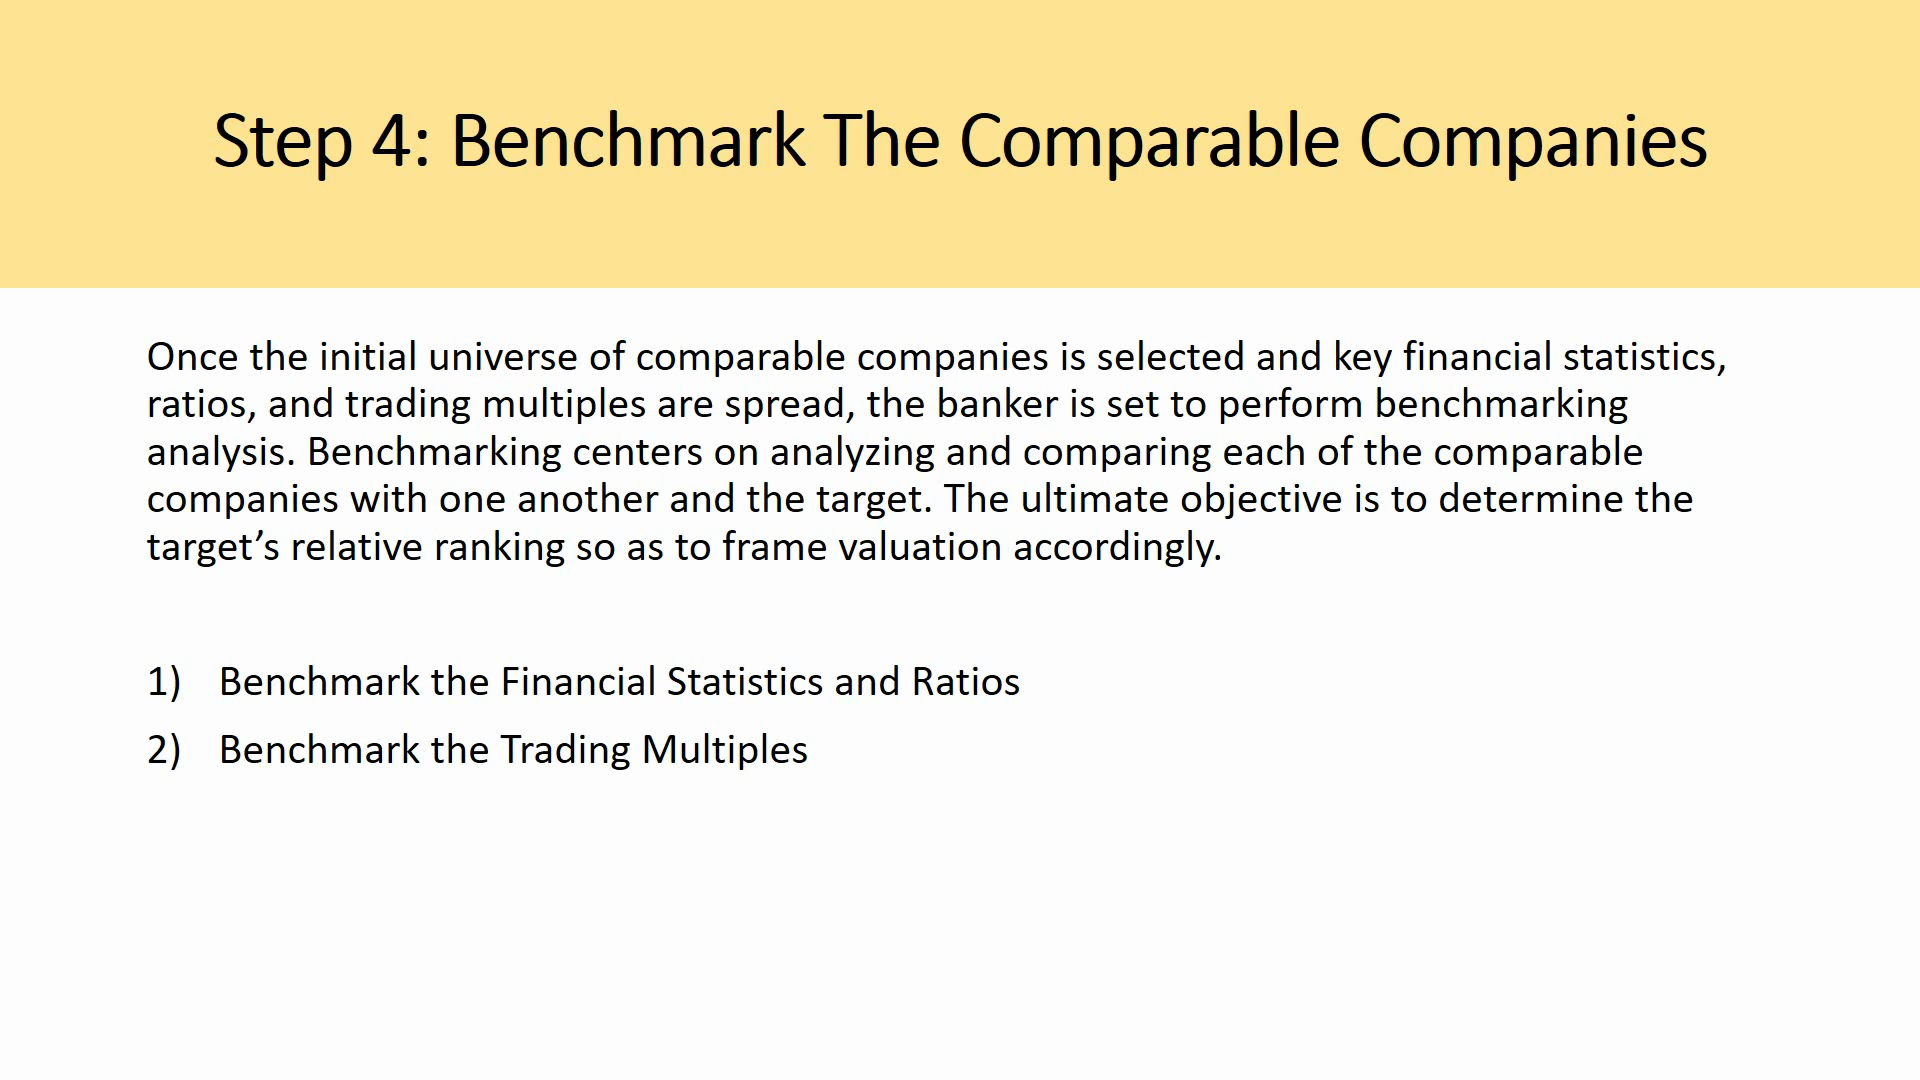 Step 4: Benchmark The Comparable Companies
Once the initial universe of comparable companies is selected and key financial statistics,
ratios, and trading multiples are spread, the banker is set to perform benchmarking
analysis. Benchmarking centers on analyzing and comparing each of the comparable
companies with one another and the target. The ultimate objective is to determine the
target’s relative ranking so as to frame valuation accordingly.
1) Benchmark the Financial Statistics and Ratios
2) Benchmark the Trading Multiples